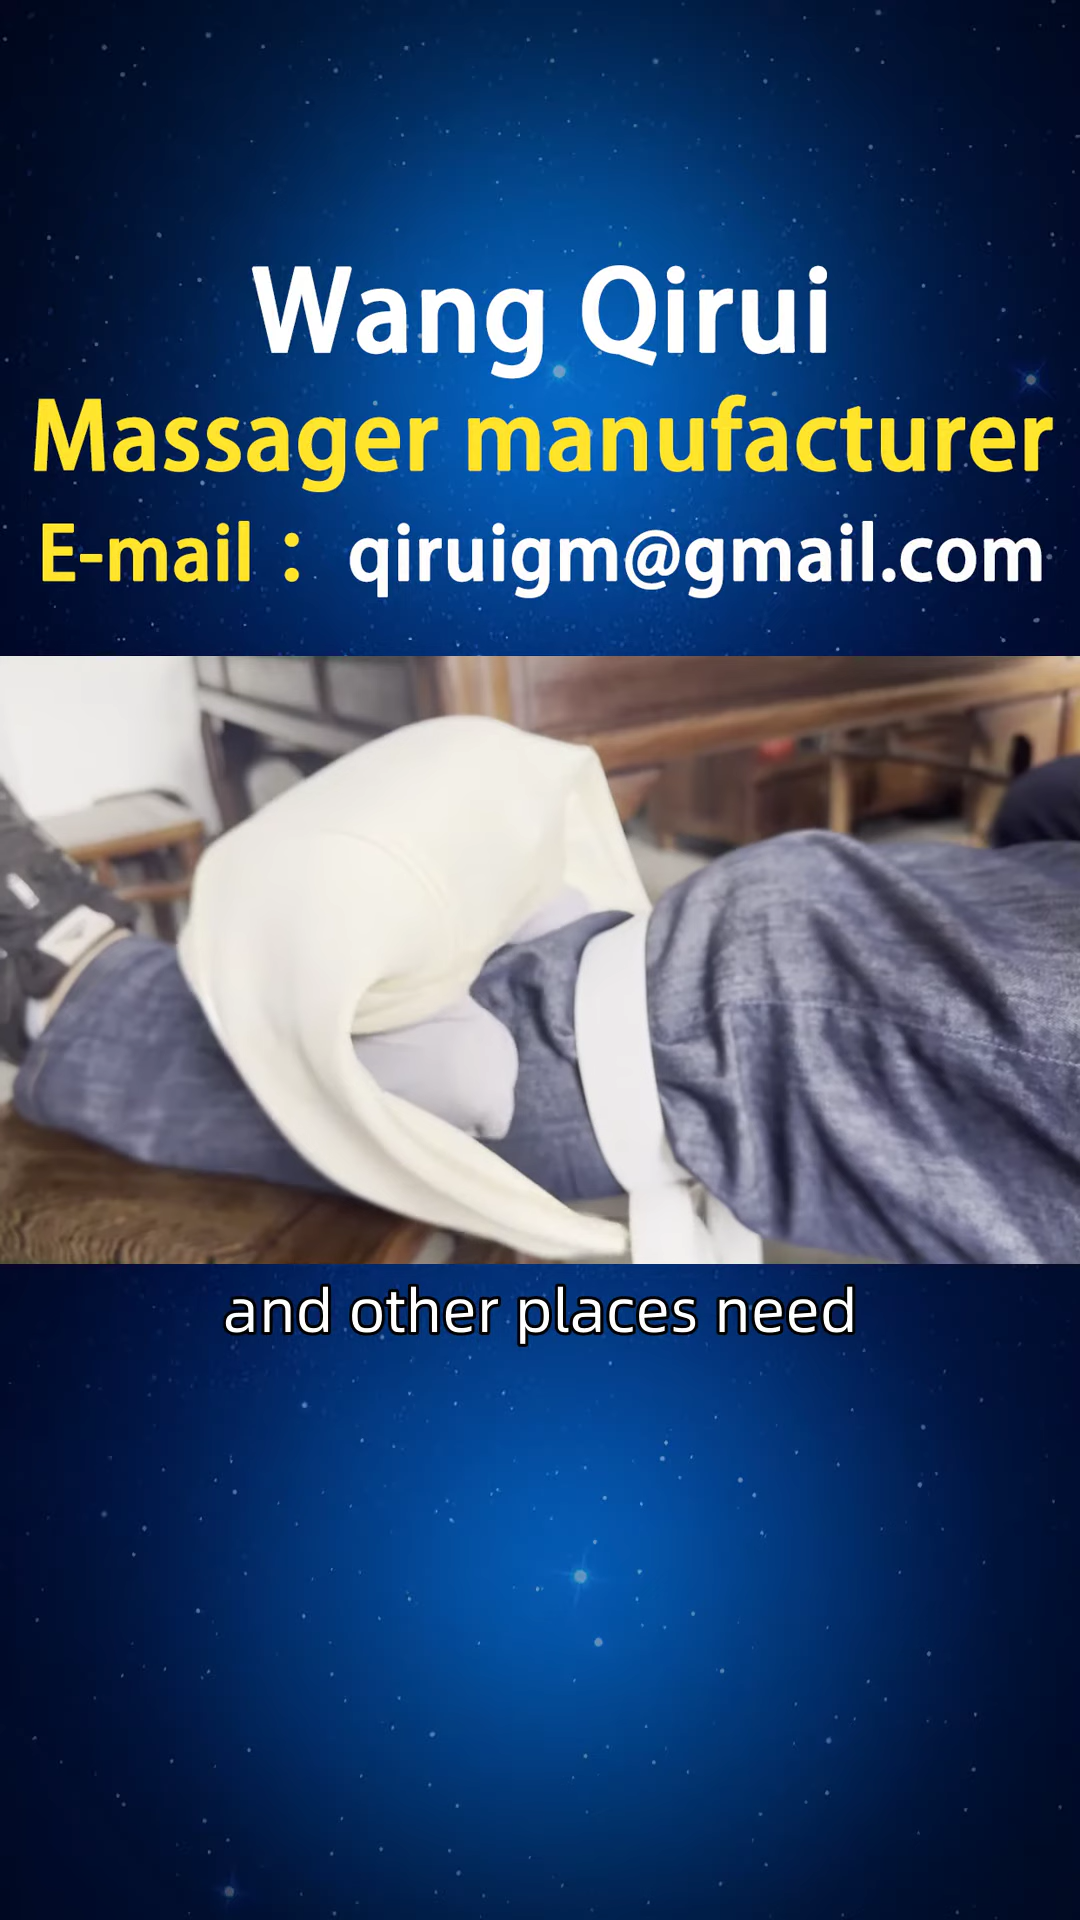 Wang Qirui
Massager manufacturer
E-mail： qiruigm@gmail.com
and other places need